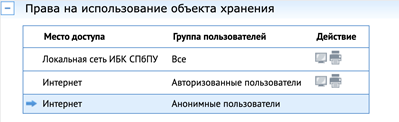 Права на использование объекта хранения
Место доступа Группа пользователей Действие
Локальная сеть ИБК СПбПУ Все
Интернет Авторизованные пользователи
Интернет Анонимные пользователи